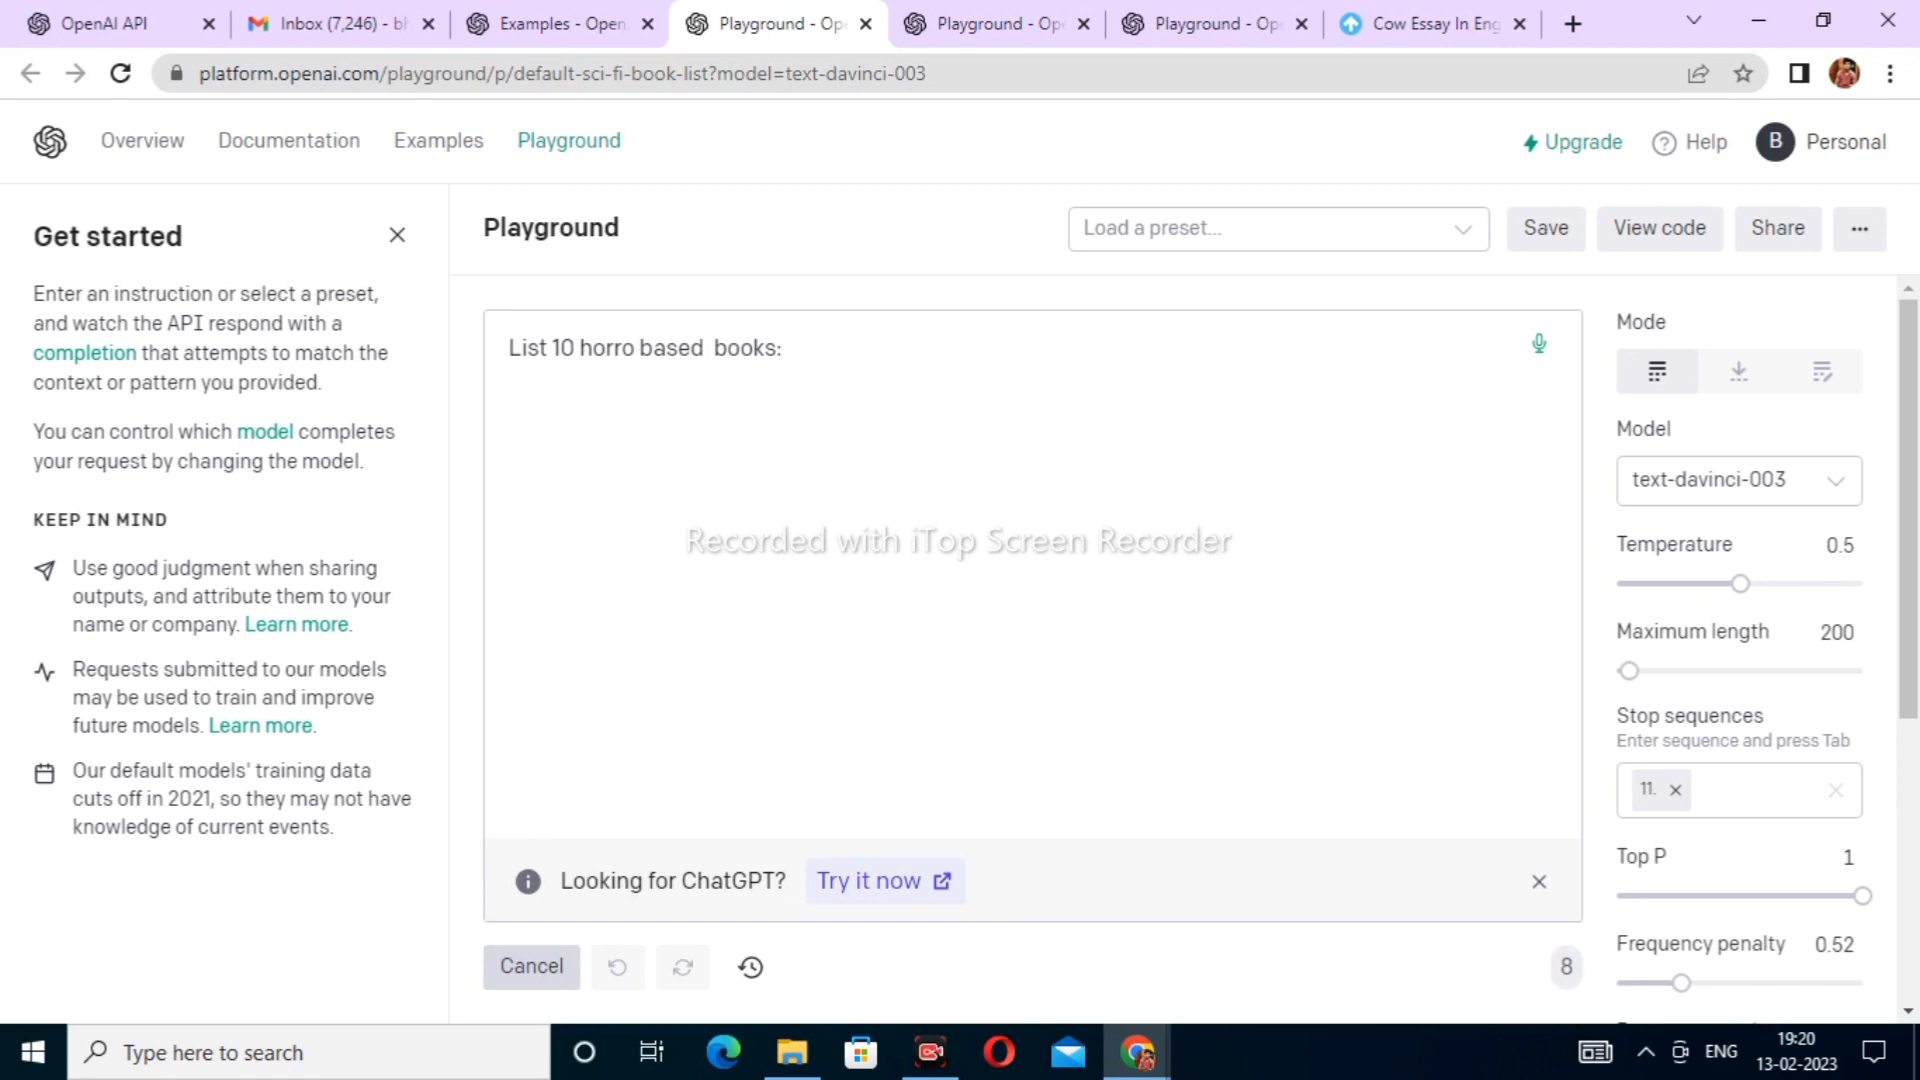 OpenAI API
Inbox (7,246) - bh
Examples - Open
Playground - Op
Playground - Op
Playground - Op
Cow Essay In Eng
platform.openai.com/playground/p/default-sci-fi-book-list?model=text-davinci-003
Overview
Documentation
Examples
Playground
Upgrade
Help
B
Personal
Get started
Enter an instruction or select a preset,
and watch the API respond with a
completion that attempts to match the
context or pattern you provided.
You can control which model completes
your request by changing the model.
KEEP IN MIND
Use good judgment when sharing
outputs, and attribute them to your
name or company. Learn more.
Requests submitted to our models
may be used to train and improve
future models. Learn more.
Our default models' training data
cuts off in 2021, so they may not have
knowledge of current events.
Playground
Load a preset...
Save
View code
Share
List 10 horro based  books:
Recorded with iTop Screen Recorder
Looking for ChatGPT?
Try it now
Cancel
8
Mode
Model
text-davinci-003
Temperature 0.5
Maximum length 200
Stop sequences
Enter sequence and press Tab
11.
Top P 1
Frequency penalty 0.52
Type here to search
ENG
19:20
13-02-2023